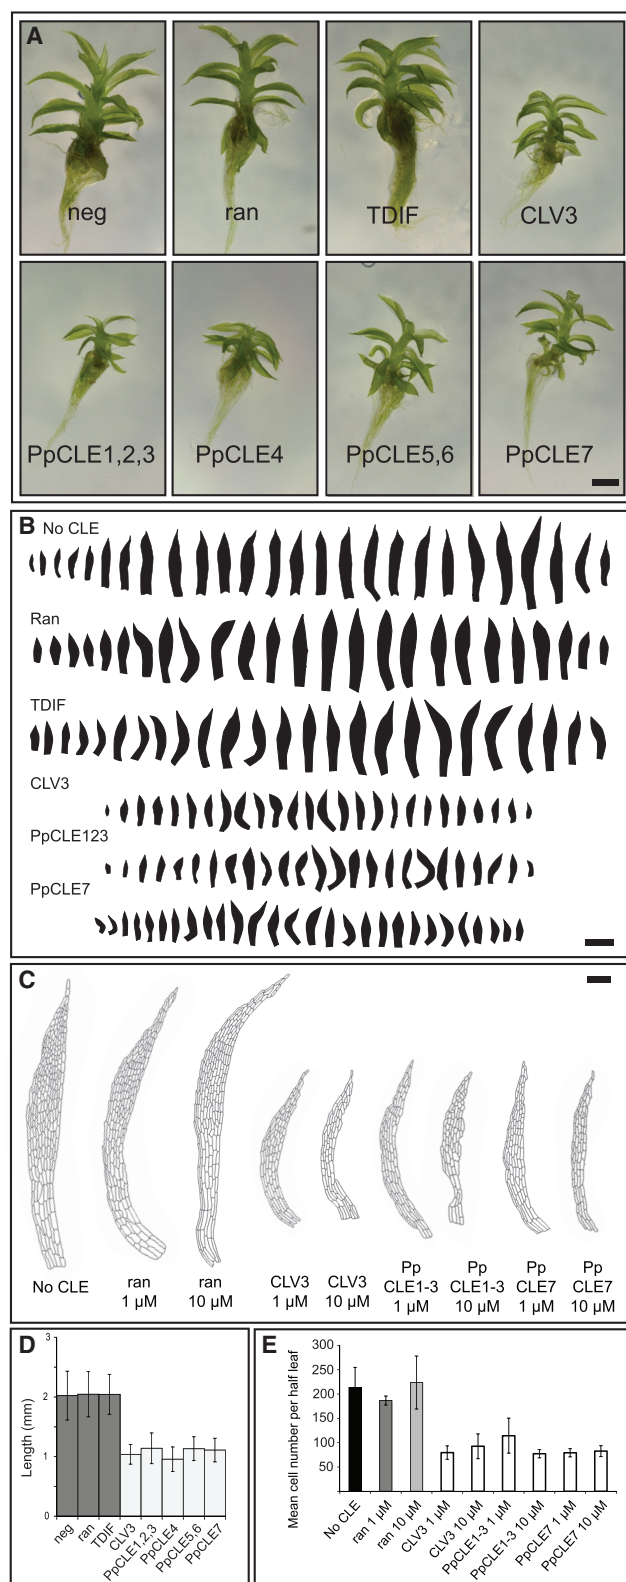 A
neg
ran
TDIF
CLV3
PpCLE1,2,3
PpCLE4
PpCLE5,6
PpCLE7
B
No CLE
Ran
TDIF
CLV3
PpCLE123
PpCLE7
C
No CLE
ran
1 µM
ran
10 µM
CLV3
1 µM
CLV3
10 µM
Pp
CLE1-3
1 µM
Pp
CLE1-3
10 µM
Pp
CLE7
1 µM
Pp
CLE7
10 µM
D
Length (mm)
3
2
1
0
neg
ran
TDIF
CLV3
PpCLE1,2,3
PpCLE4
PpCLE5,6
PpCLE7
E
Mean cell number per half leaf
300
250
200
150
100
50
No CLE
ran 1 µM
ran 10 µM
CLV3 1 µM
CLV3 10 µM
PpCLE1-3 1 µM
PpCLE1-3 10 µM
PpCLE7 1 µM
PpCLE7 10 µM